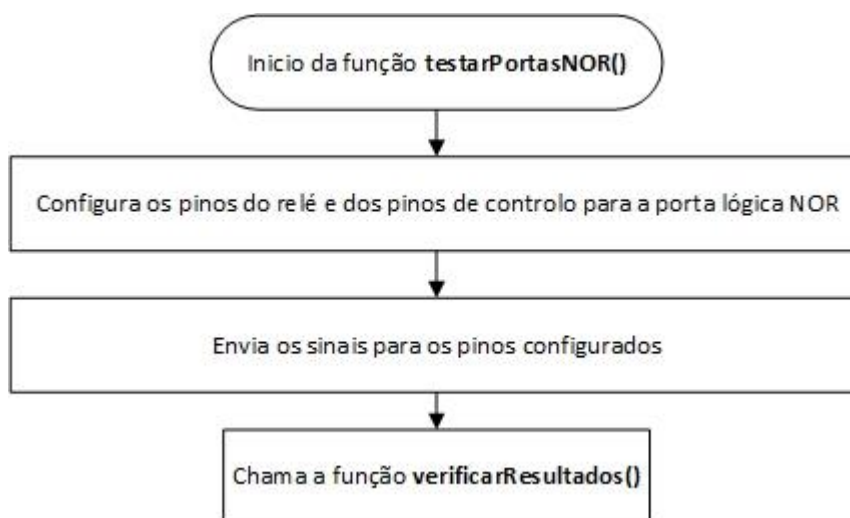 Inicio da função testarPortasNOR()
Configura os pinos do relé e dos pinos de controlo para a porta lógica NOR
Envia os sinais para os pinos configurados
Chama a função verificarResultados()